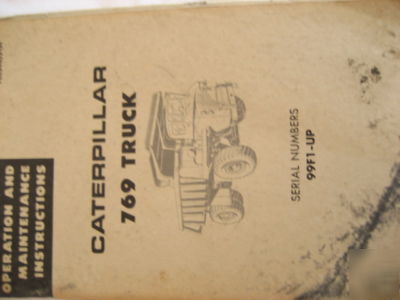 OPERATION AND
MAINTENANCE
INSTRUCTIONS
CATERPILLAR
769 TRUCK
SERIAL NUMBERS
99F1-UP